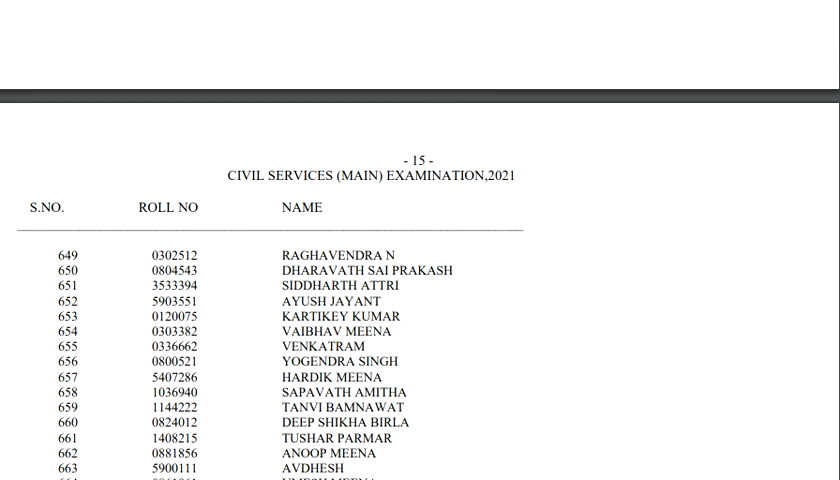 - 15 -
CIVIL SERVICES (MAIN) EXAMINATION,2021
S.NO. ROLL NO NAME
649 0302512 RAGHAVENDRA N
650 0804543 DHARAVATH SAI PRAKASH
651 3533394 SIDDHARTH ATTRI
652 5903551 AYUSH JAYANT
653 0120075 KARTIKEY KUMAR
654 0303382 VAIBHAV MEENA
655 0336662 VENKATRAM
656 0800521 YOGENDRA SINGH
657 5407286 HARDIK MEENA
658 1036940 SAPAVATH AMITHA
659 1144222 TANVI BAMNAWAT
660 0824012 DEEP SHIKHA BIRLA
661 1408215 TUSHAR PARMAR
662 0881856 ANOOP MEENA
663 5900111 AVDHESH